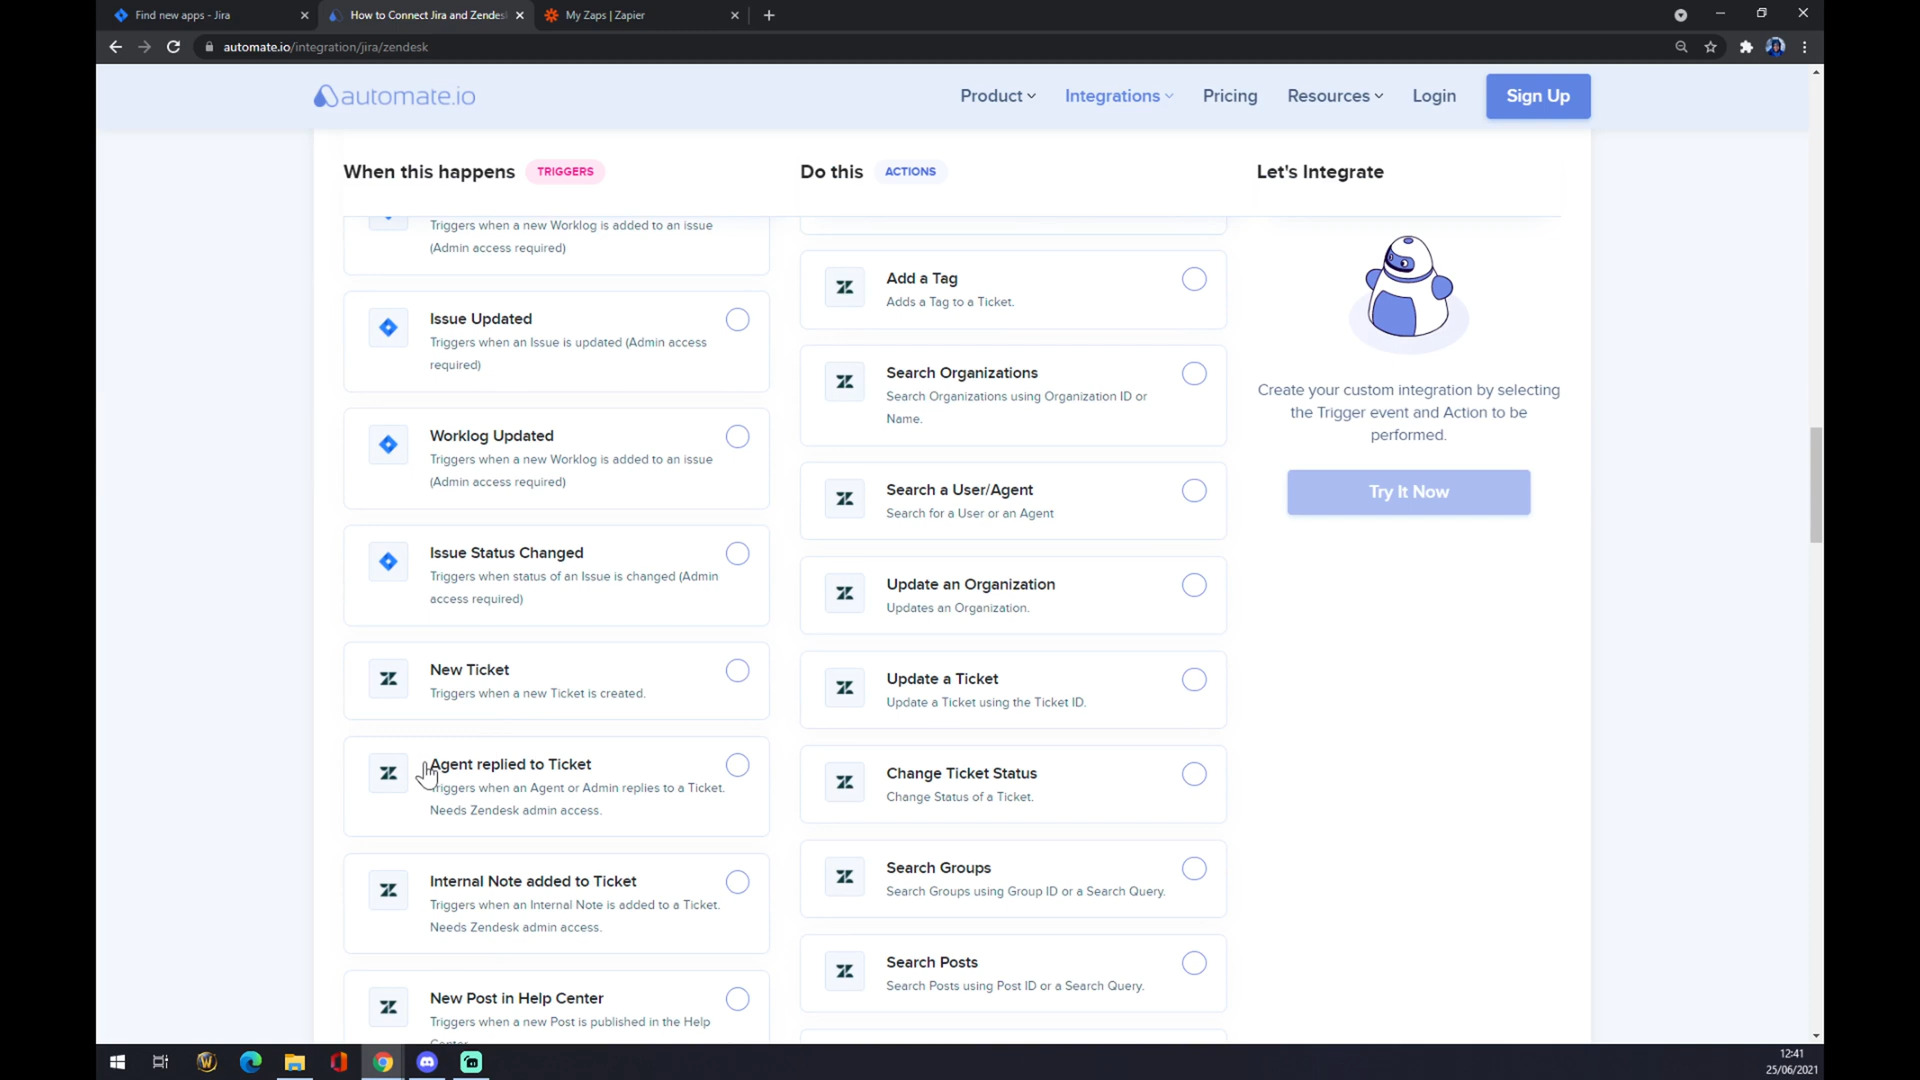 Find new apps - Jira
How to Connect Jira and Zendes
My Zaps | Zapier
automate.io/integration/jira/zendesk
automate.io
Product
Integrations
Pricing
Resources
Login
Sign Up
When this happens
TRIGGERS
Do this
ACTIONS
Let's Integrate
Triggers when a new Worklog is added to an issue
(Admin access required)
Issue Updated
Triggers when an Issue is updated (Admin access
required)
Worklog Updated
Triggers when a new Worklog is added to an issue
(Admin access required)
Issue Status Changed
Triggers when status of an Issue is changed (Admin
access required)
New Ticket
Triggers when a new Ticket is created.
Agent replied to Ticket
Triggers when an Agent or Admin replies to a Ticket.
Needs Zendesk admin access.
Internal Note added to Ticket
Triggers when an Internal Note is added to a Ticket.
Needs Zendesk admin access.
New Post in Help Center
Triggers when a new Post is published in the Help
Center.
Add a Tag
Adds a Tag to a Ticket.
Search Organizations
Search Organizations using Organization ID or
Name.
Search a User/Agent
Search for a User or an Agent
Update an Organization
Updates an Organization.
Update a Ticket
Update a Ticket using the Ticket ID.
Change Ticket Status
Change Status of a Ticket.
Search Groups
Search Groups using Group ID or a Search Query.
Search Posts
Search Posts using Post ID or a Search Query.
Create your custom integration by selecting
the Trigger event and Action to be
performed.
Try It Now
12:41
25/06/2021